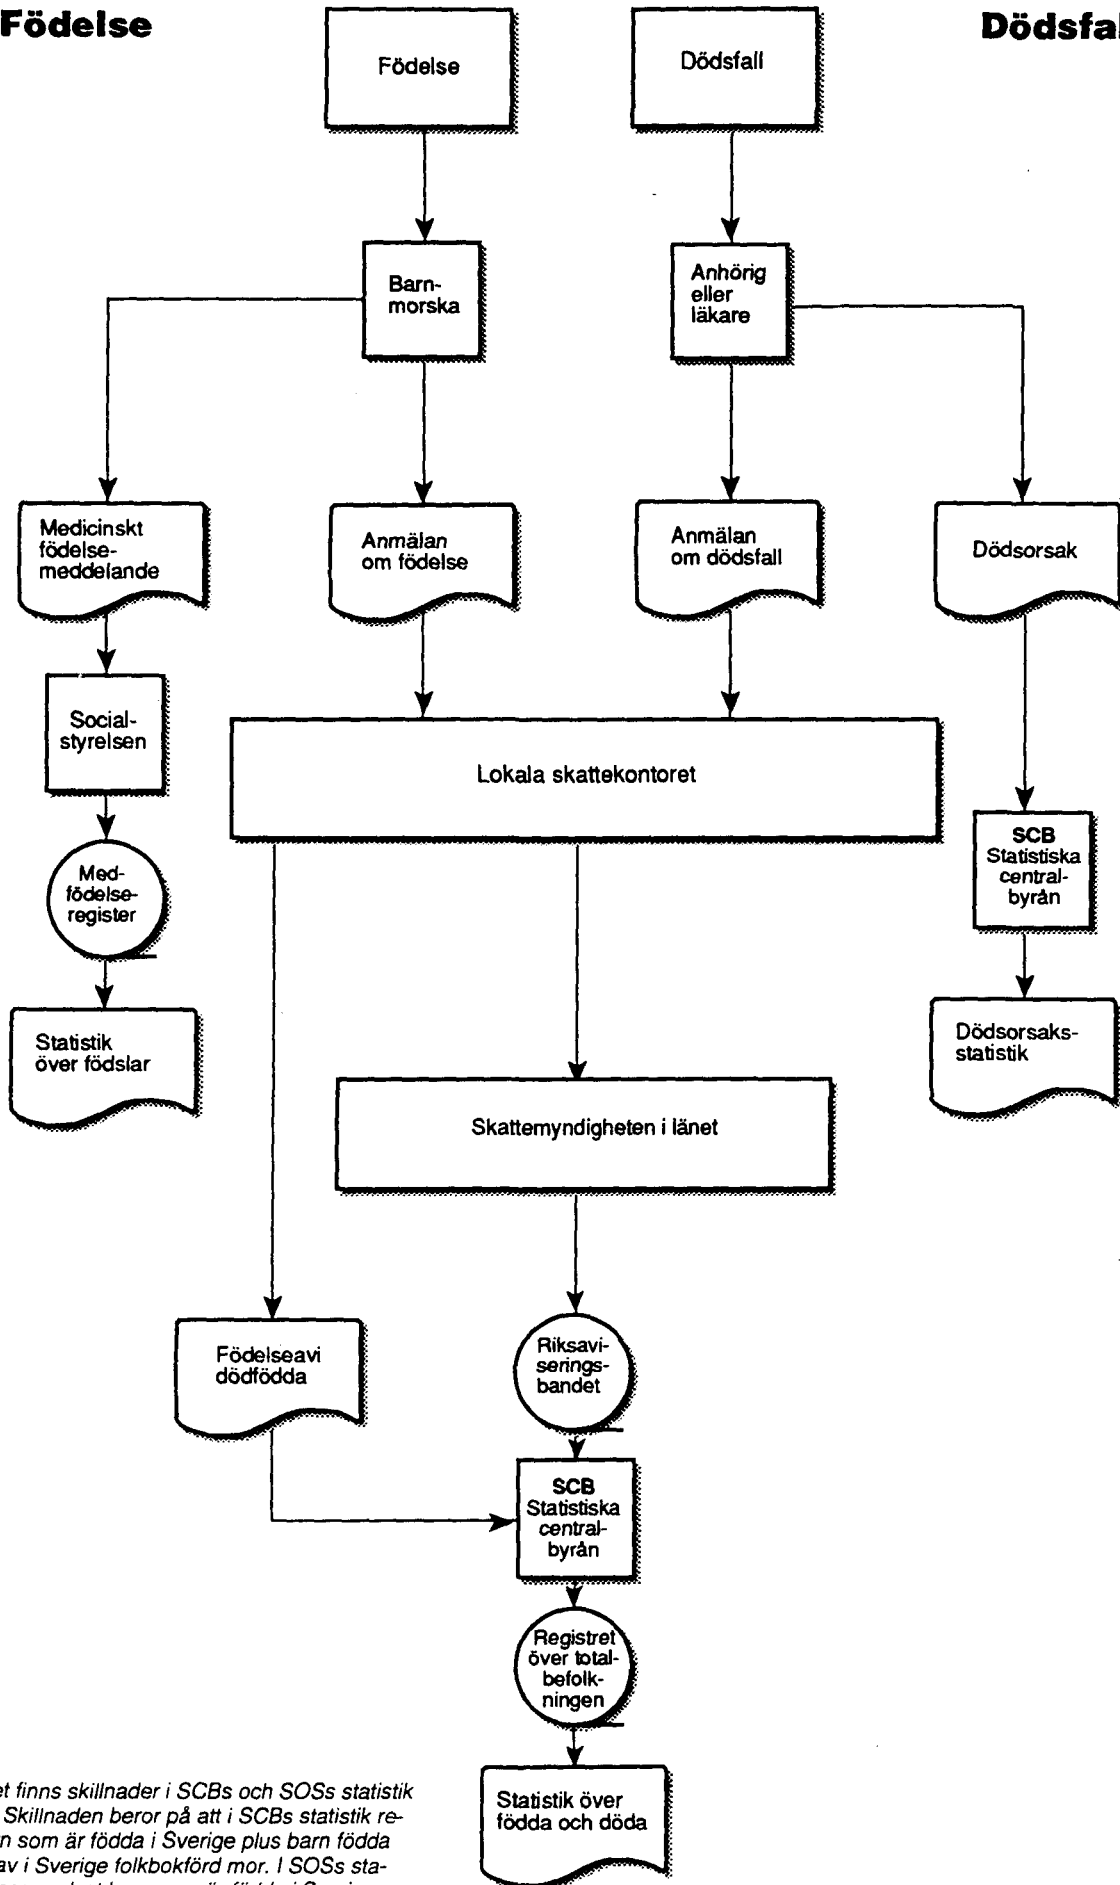 Födelse
Födelse
Dödsfall
Barn-
morska
Anhörig
eller
läkare
Medicinskt
födelse-
meddelande
Anmälan
om födelse
Anmälan
om dödsfall
Dödsorsak
Social-
styrelsen
Lokala skattekontoret
Med-
födelse-
register
SCB
Statistiska
central-
byrån
Statistik
över födslar
Dödsorsaks-
statistik
Skattemyndigheten i länet
Födelseavi
dödfödda
Riksavi-
serings-
bandet
SCB
Statistiska
central-
byrån
Registret
över total-
befolk-
ningen
Statistik över
födda och döda
finns skillnader i SCBs och SOSs statistik
Skillnaden beror på att i SCBs statistik re-
som är födda i Sverige plus barn födda
av i Sverige folkbokförd mor. I SOSs sta-